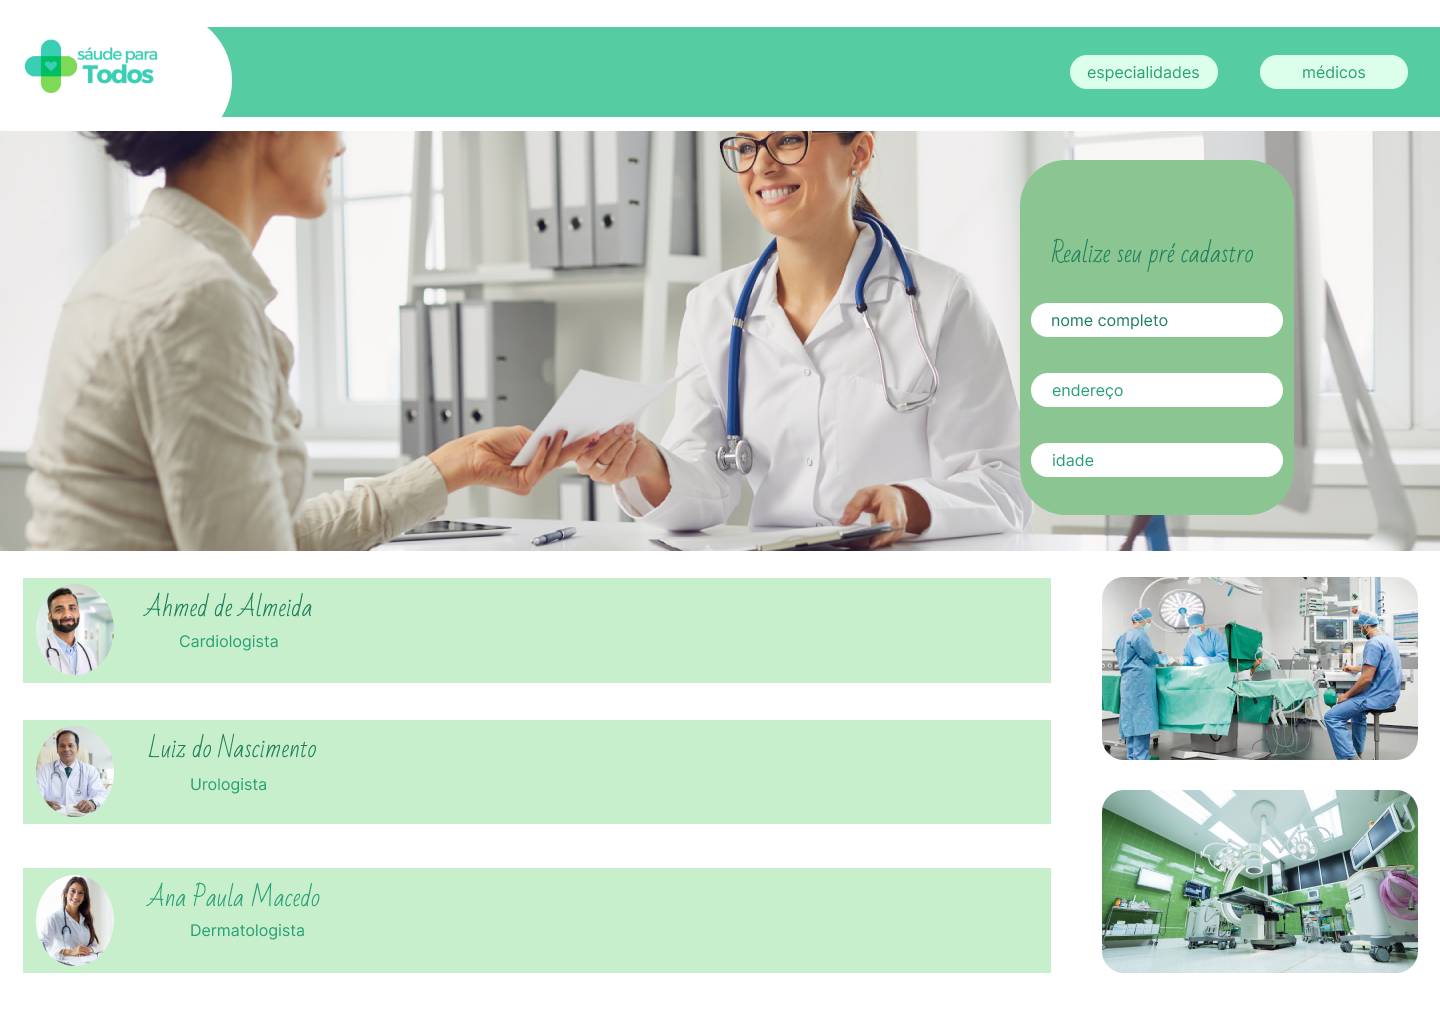 sáude para
Todos
especialidades
médicos
Realize seu pré cadastro
nome completo
endereço
idade
Ahmed de Almeida
Cardiologista
Luiz do Nascimento
Urologista
Ana Paula Macedo
Dermatologista